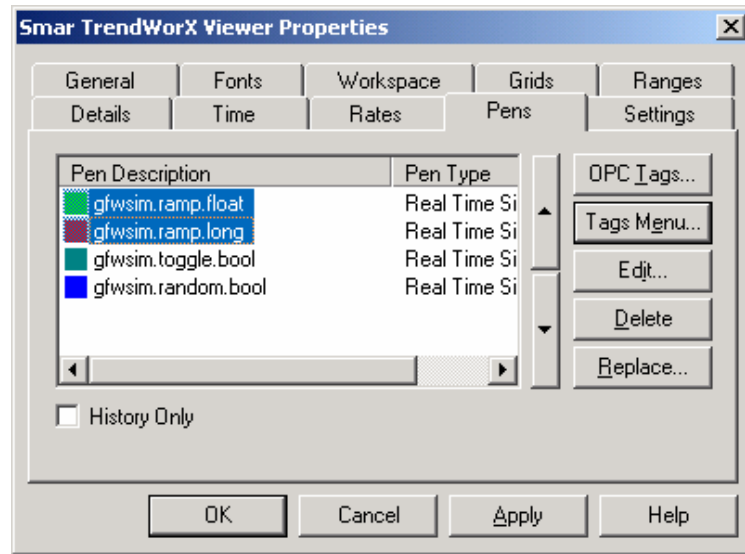 Smar TrendWorX Viewer Properties
General Fonts Workspace Grids Ranges
Details Time Rates Pens Settings
Pen Description Pen Type
gfwsim.ramp.float Real Time Si
gfwsim.ramp.long Real Time Si
gfwsim.toggle.bool Real Time Si
gfwsim.random.bool Real Time Si
OPC Tags...
Tags Menu...
Edit...
Delete
Replace...
History Only
OK Cancel Apply Help